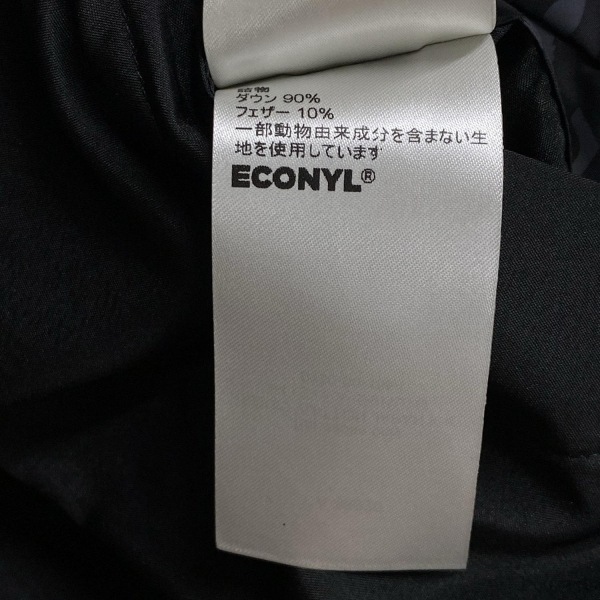 詰物
ダウン 90%
フェザー 10%
一部動物由来成分を含まない生
地を使用しています
ECONYL®